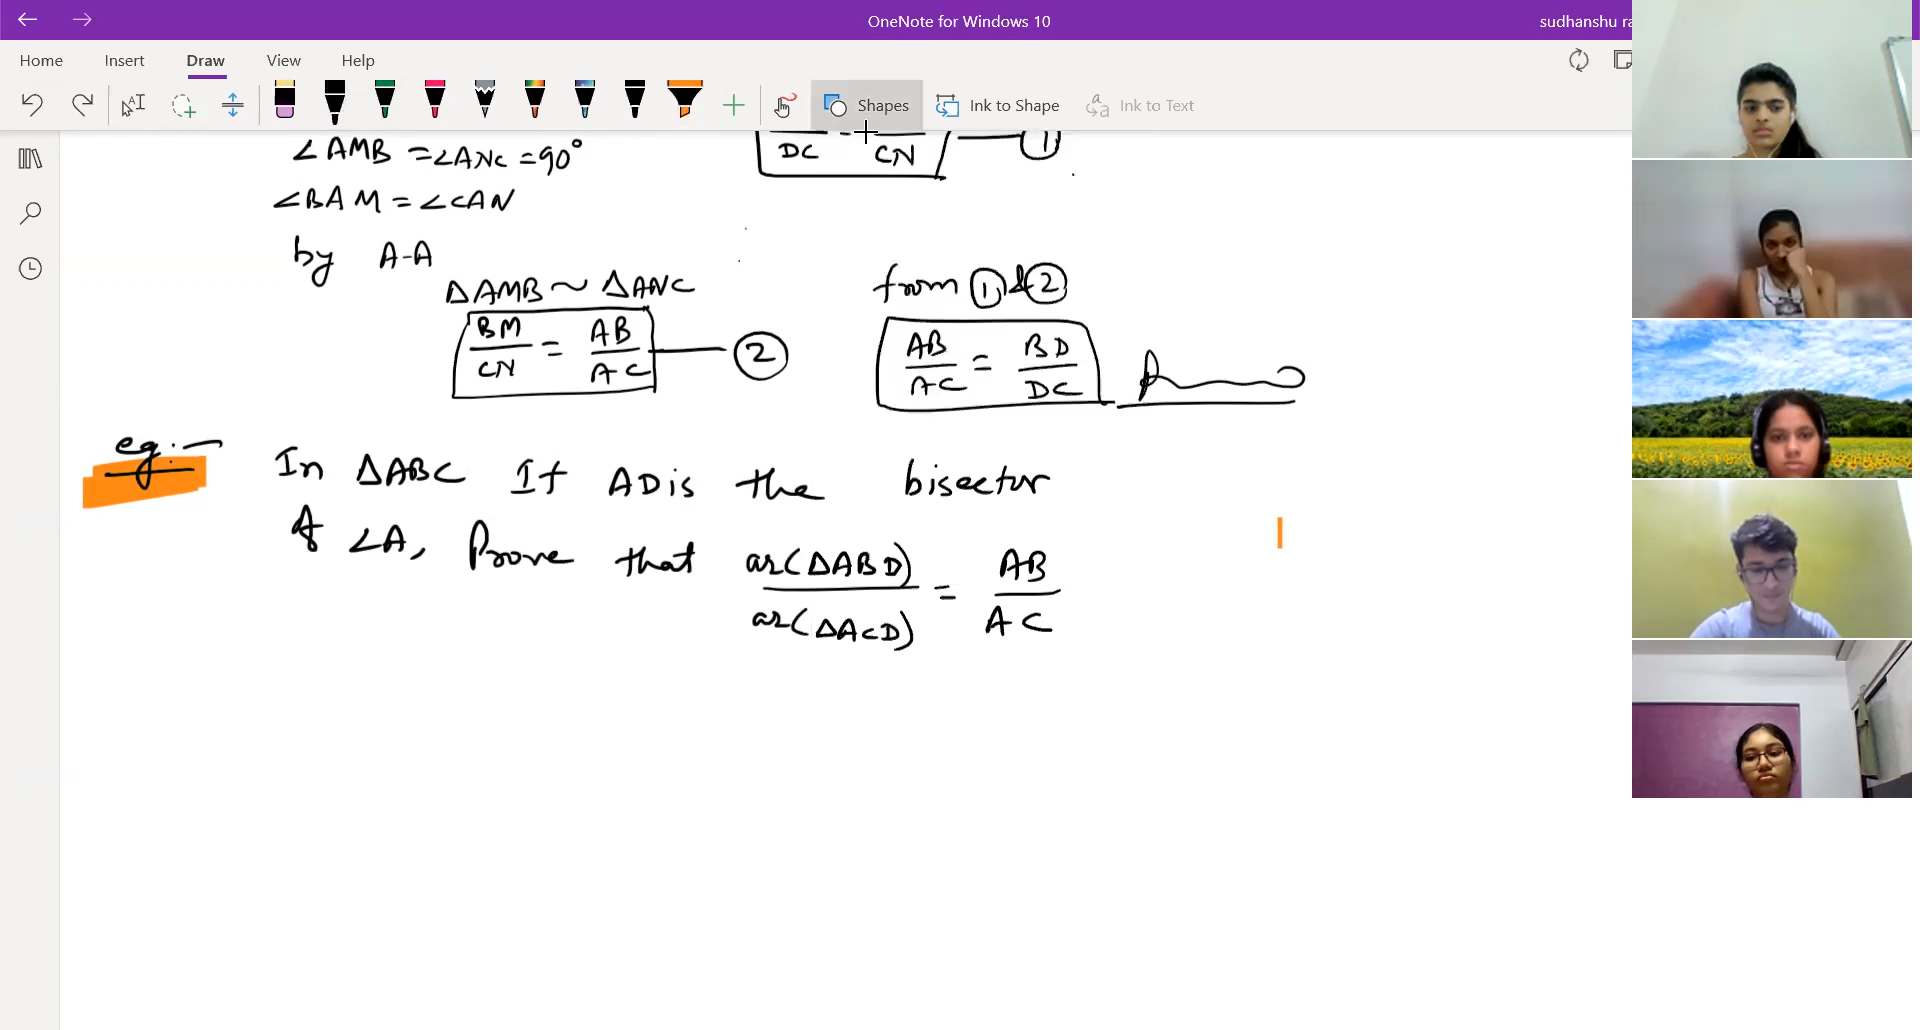 OneNote for Windows 10
sudhanshu ra
Home Insert Draw View Help
Shapes Ink to Shape Ink to Text
∠AMB = ∠ANC = 90°
DC = CN ①
∠BAM = ∠CAN
by A-A
ΔAMB ~ ΔANC
BM/CN = AB/AC ②
from ① & ②
AB/AC = BD/DC
eg:-
In ΔABC If AD is the bisector
of ∠A, Prove that ar(ΔABD)/ar(ΔACD) = AB/AC